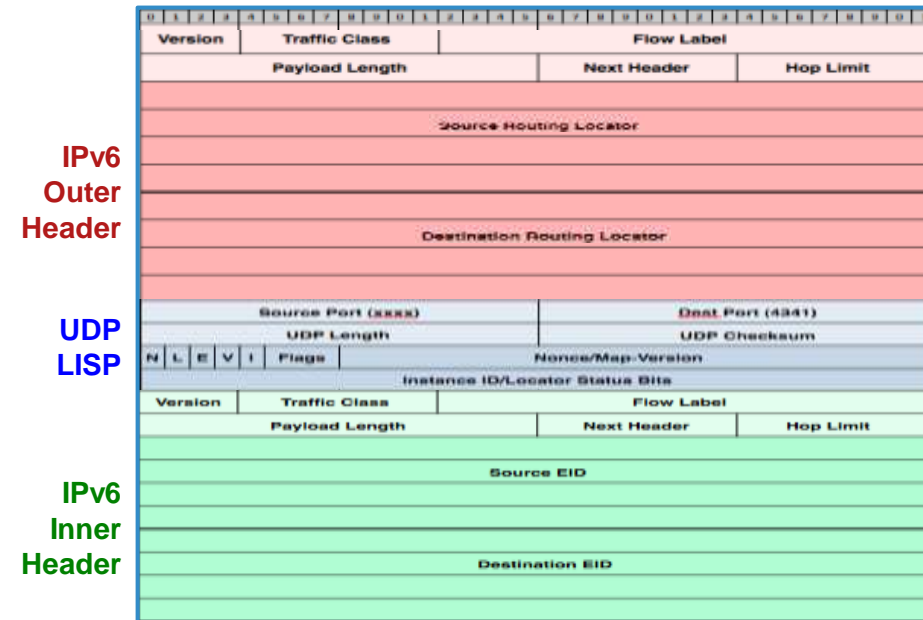 0 1 2 3 4 5 6 7 8 9 0 1 2 3 4 5 6 7 8 9 0 1 2 3 4 5 6 7 8 9 0
Version Traffic Class Flow Label
Payload Length Next Header Hop Limit
Source Routing Locator
IPv6
Outer
Header
Destination Routing Locator
Source Port (xxxx) Dest Port (4341)
UDP
LISP
UDP Length UDP Checksum
N L E V I Flags Nonce/Map-Version
Instance ID/Locator Status Bits
Version Traffic Class Flow Label
Payload Length Next Header Hop Limit
Source EID
IPv6
Inner
Header
Destination EID